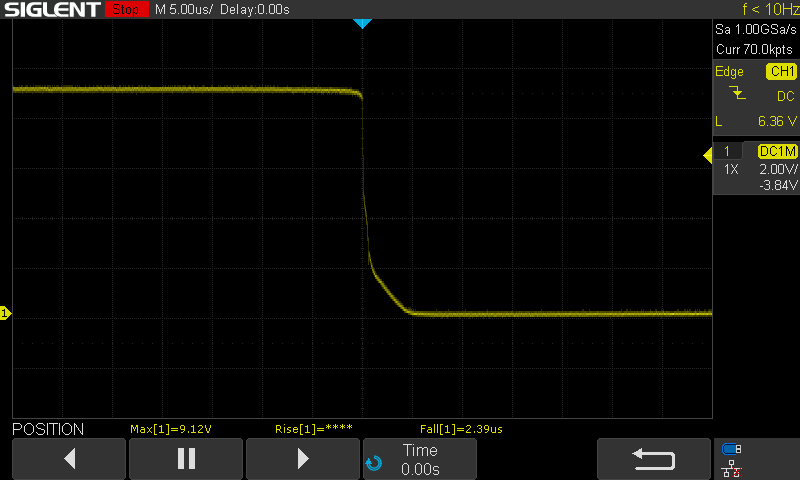 SIGLENT Stop M 5.00us/ Delay:0.00s f < 10Hz
Sa 1.00GSa/s
Curr 70.0kpts
Edge CH1
DC
L 6.36 V
1 DC1M
1X 2.00V/
-3.84V
1
POSITION Max[1]=9.12V Rise[1]=**** Fall[1]=2.39us
Time
0.00s